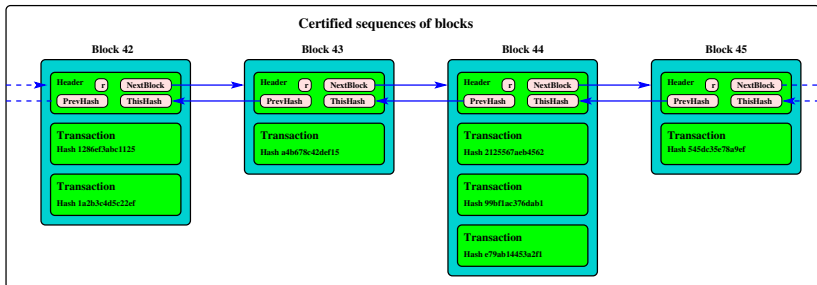 Certified sequences of blocks
Block 42
Header r NextBlock
PrevHash ThisHash
Transaction
Hash 1286ef3abc1125
Transaction
Hash 1a2b3c4d5c22ef
Block 43
Header r NextBlock
PrevHash ThisHash
Transaction
Hash a4b678c42def15
Block 44
Header r NextBlock
PrevHash ThisHash
Transaction
Hash 2125567aeb4562
Transaction
Hash 99bf1ac376dab1
Transaction
Hash e79ab14453a2f1
Block 45
Header r NextBlock
PrevHash ThisHash
Transaction
Hash 545dc35e78a9ef